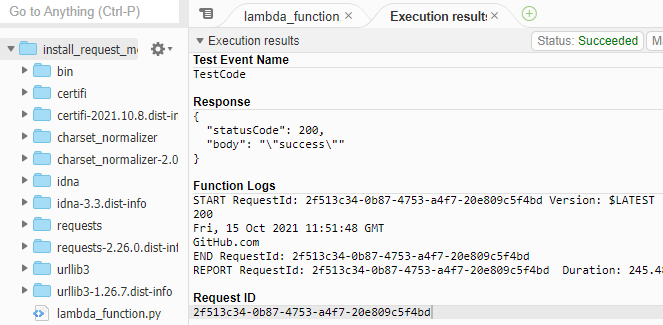 Go to Anything (Ctrl-P)
lambda_function
Execution results
install_request_m
Execution results
Status: Succeeded
Ma
bin
certifi
certifi-2021.10.8.dist-info
charset_normalizer
charset_normalizer-2.0
idna
idna-3.3.dist-info
requests
requests-2.26.0.dist-inf
urllib3
urllib3-1.26.7.dist-info
lambda_function.py
Test Event Name
TestCode
Response
{
"statusCode": 200,
"body": "\"success\""
}
Function Logs
START RequestId: 2f513c34-0b87-4753-a4f7-20e809c5f4bd Version: $LATEST
200
Fri, 15 Oct 2021 11:51:48 GMT
GitHub.com
END RequestId: 2f513c34-0b87-4753-a4f7-20e809c5f4bd
REPORT RequestId: 2f513c34-0b87-4753-a4f7-20e809c5f4bd Duration: 245.48
Request ID
2f513c34-0b87-4753-a4f7-20e809c5f4bd